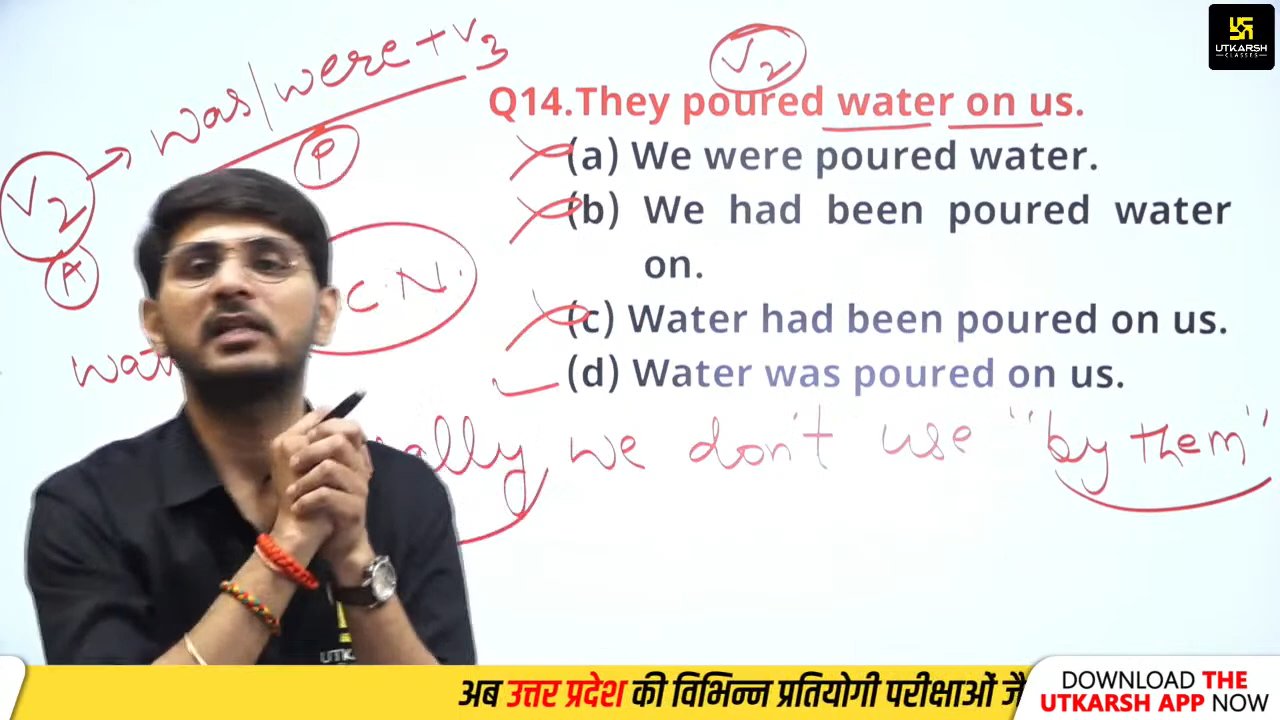 UTKARSH
CLASSES
was/were + V3
V2
P
V2
A
C.N.
Q14.They poured water on us.
(a) We were poured water.
(b) We had been poured water
on.
(c) Water had been poured on us.
(d) Water was poured on us.
we don't use "by them"
अब उत्तर प्रदेश की विभिन्न प्रतियोगी परीक्षाओं
DOWNLOAD THE
UTKARSH APP NOW